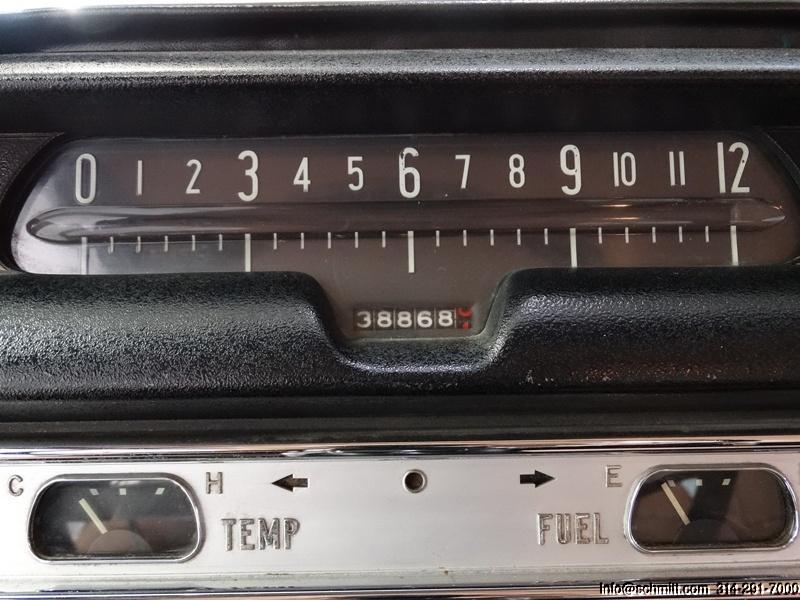 0 1 2 3 4 5 6 7 8 9 10 11 12
38868
C H E
TEMP FUEL
info@schmitt.com 314-291-7000